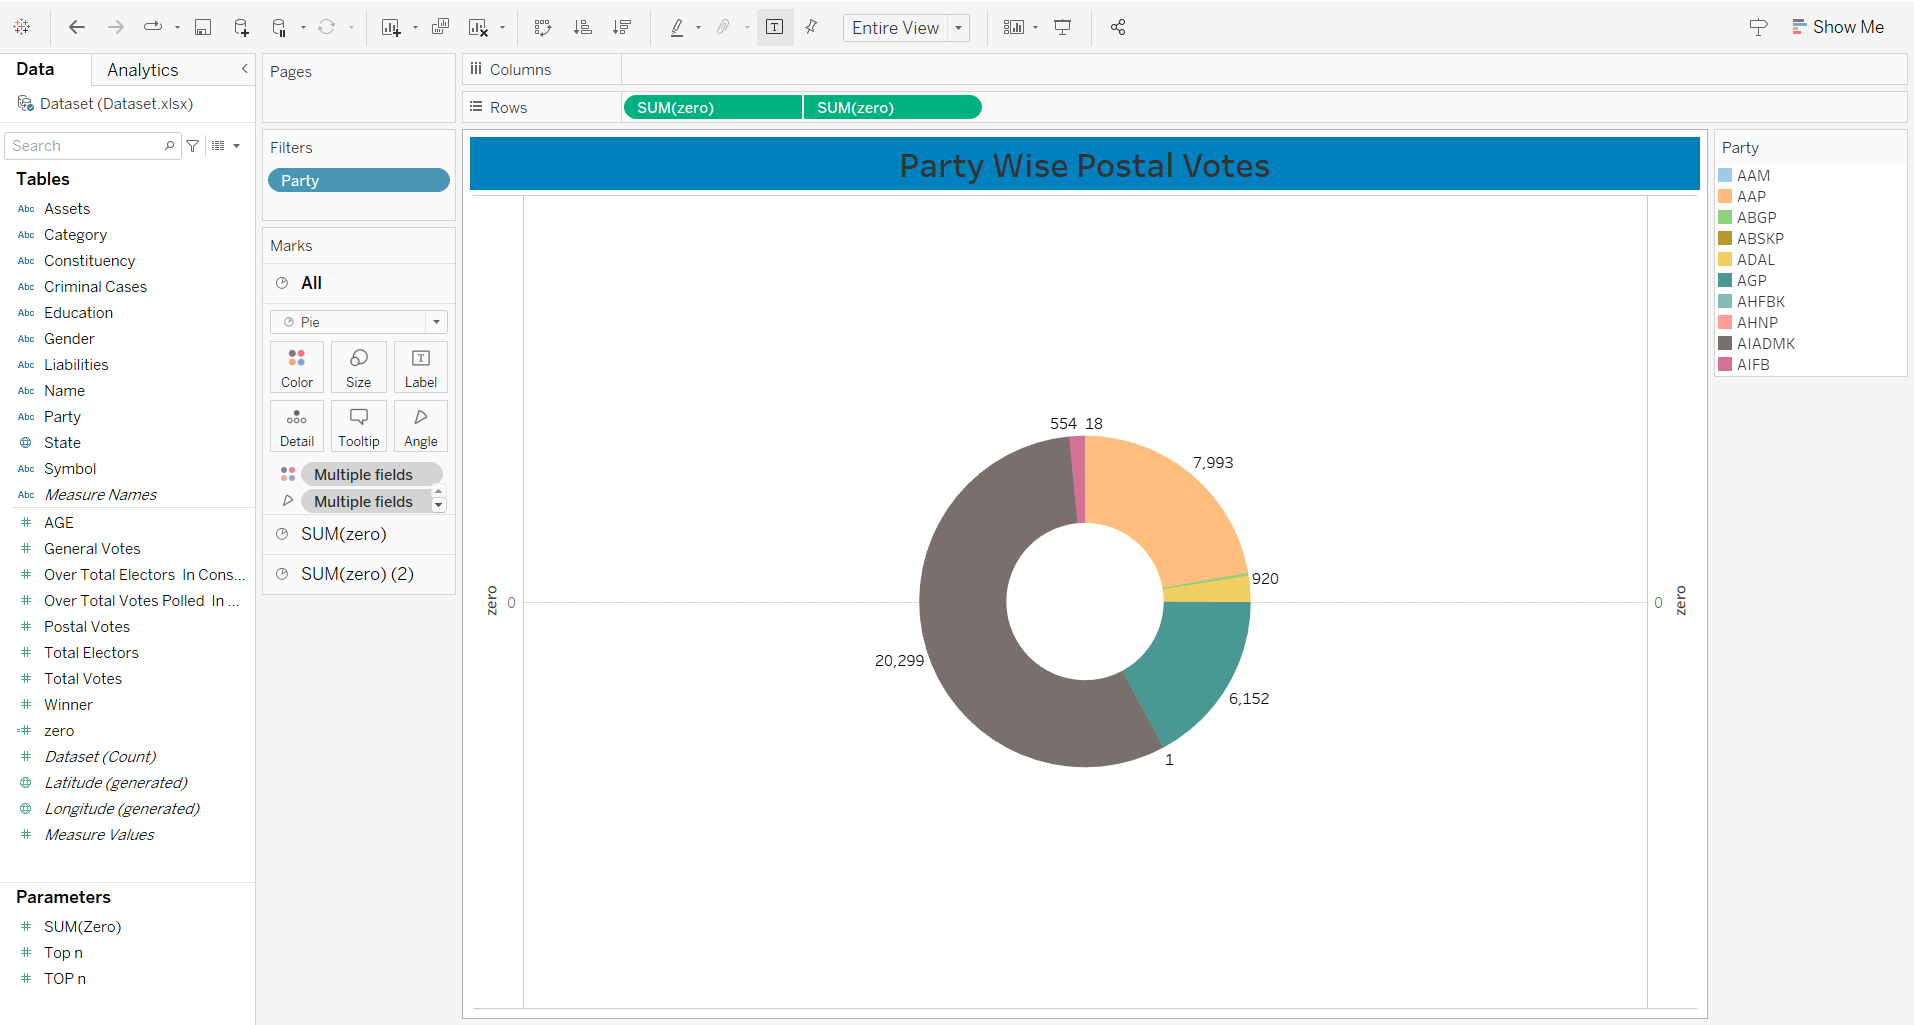 Entire View
Show Me
Data
Analytics
Dataset (Dataset.xlsx)
Search
Tables
Abc Assets
Abc Category
Abc Constituency
Abc Criminal Cases
Abc Education
Abc Gender
Abc Liabilities
Abc Name
Abc Party
State
Abc Symbol
Abc Measure Names
# AGE
# General Votes
# Over Total Electors In Cons...
# Over Total Votes Polled In ...
# Postal Votes
# Total Electors
# Total Votes
# Winner
=# zero
# Dataset (Count)
Latitude (generated)
Longitude (generated)
# Measure Values
Parameters
# SUM(Zero)
# Top n
# TOP n
Pages
Filters
Party
Marks
All
Pie
Color Size Label
Detail Tooltip Angle
Multiple fields
Multiple fields
SUM(zero)
SUM(zero) (2)
Columns
Rows SUM(zero) SUM(zero)
Party Wise Postal Votes
554 18
7,993
920
zero 0
0 zero
20,299
6,152
1
Party
AAM
AAP
ABGP
ABSKP
ADAL
AGP
AHFBK
AHNP
AIADMK
AIFB